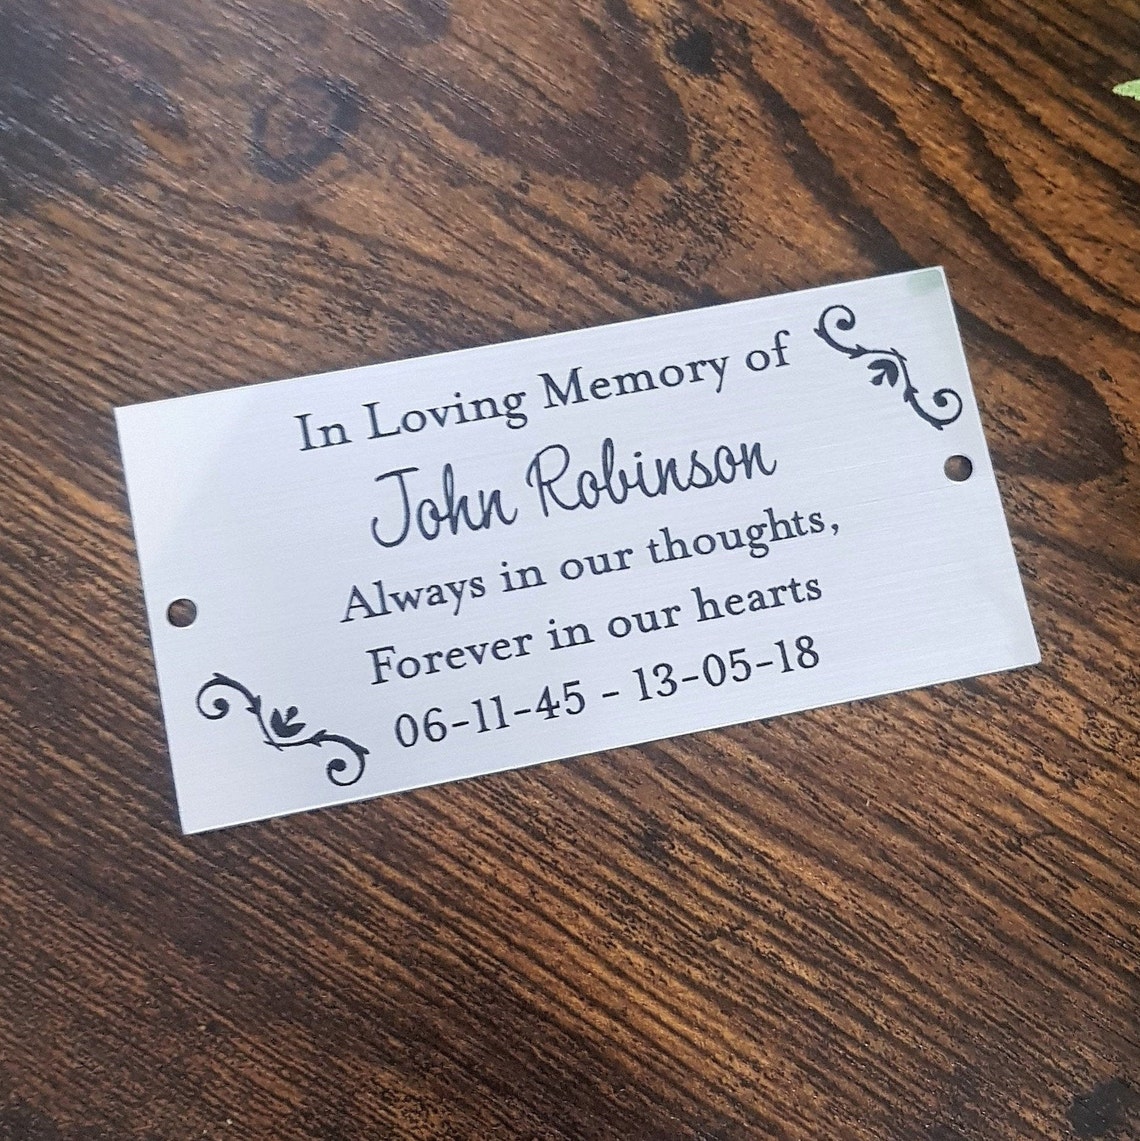 In Loving Memory of
John Robinson
Always in our thoughts,
Forever in our hearts
06-11-45 - 13-05-18